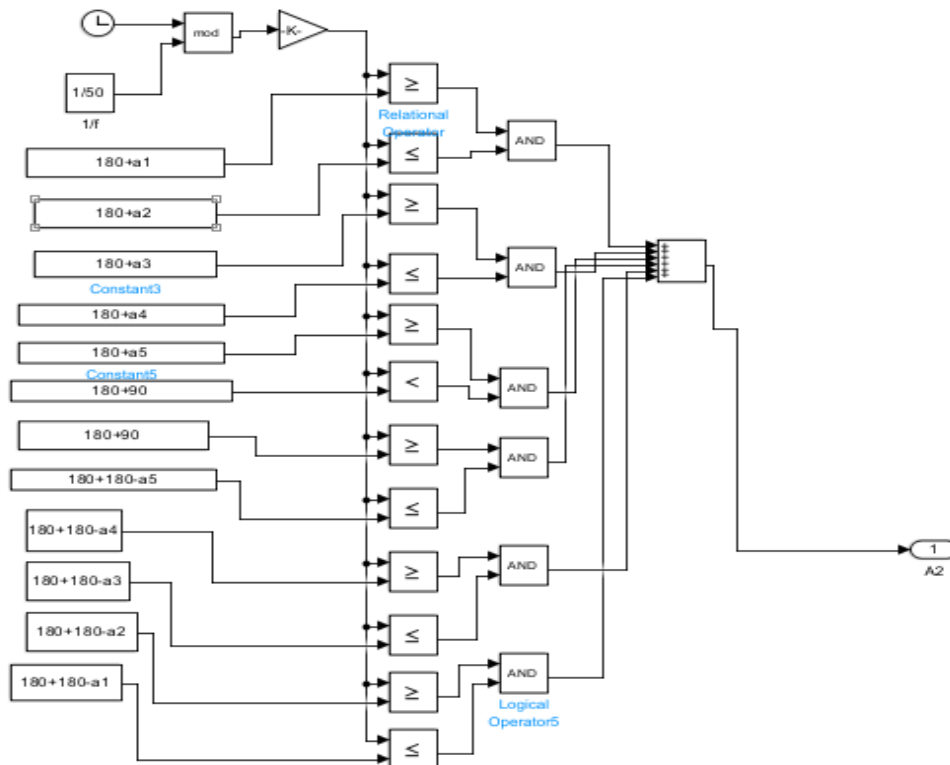 mod
-K-
1/50
1/f
≥
Relational
Operator
180+a1
AND
≤
180+a2
≥
180+a3
Constant3
AND
≤
180+a4
≥
180+a5
Constant5
<
AND
180+90
180+90
≥
AND
180+180-a5
≤
180+180-a4
≥
AND
180+180-a3
≤
180+180-a2
≥
AND
Logical
Operator5
180+180-a1
≤
+
+
+
+
+
+
1
A2